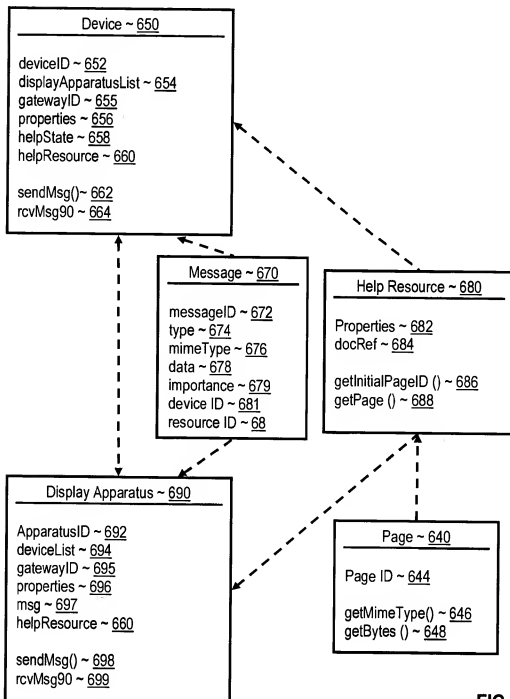 Device ~ 650
deviceID ~ 652
displayApparatusList ~ 654
gatewayID ~ 655
properties ~ 656
helpState ~ 658
helpResource ~ 660
sendMsg()~ 662
rcvMsg90 ~ 664
Message ~ 670
messageID ~ 672
type ~ 674
mimeType ~ 676
data ~ 678
importance ~ 679
device ID ~ 681
resource ID ~ 68
Help Resource ~ 680
Properties ~ 682
docRef ~ 684
getInitialPageID () ~ 686
getPage () ~ 688
Display Apparatus ~ 690
ApparatusID ~ 692
deviceList ~ 694
gatewayID ~ 695
properties ~ 696
msg ~ 697
helpResource ~ 660
sendMsg() ~ 698
rcvMsg90 ~ 699
Page ~ 640
Page ID ~ 644
getMimeType() ~ 646
getBytes () ~ 648
FIG